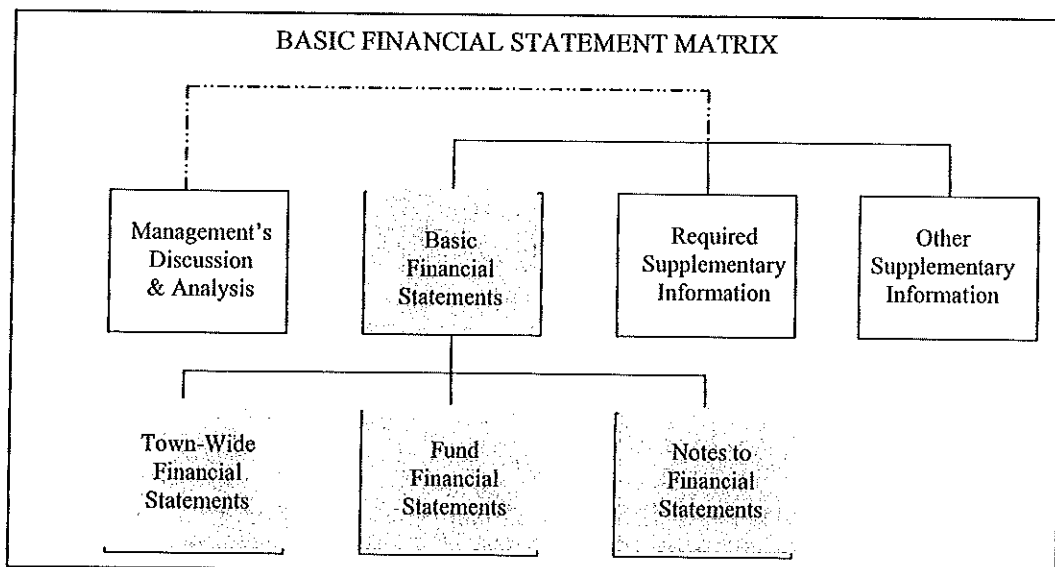 BASIC FINANCIAL STATEMENT MATRIX
Management's
Discussion
& Analysis
Basic
Financial
Statements
Required
Supplementary
Information
Other
Supplementary
Information
Town-Wide
Financial
Statements
Fund
Financial
Statements
Notes to
Financial
Statements